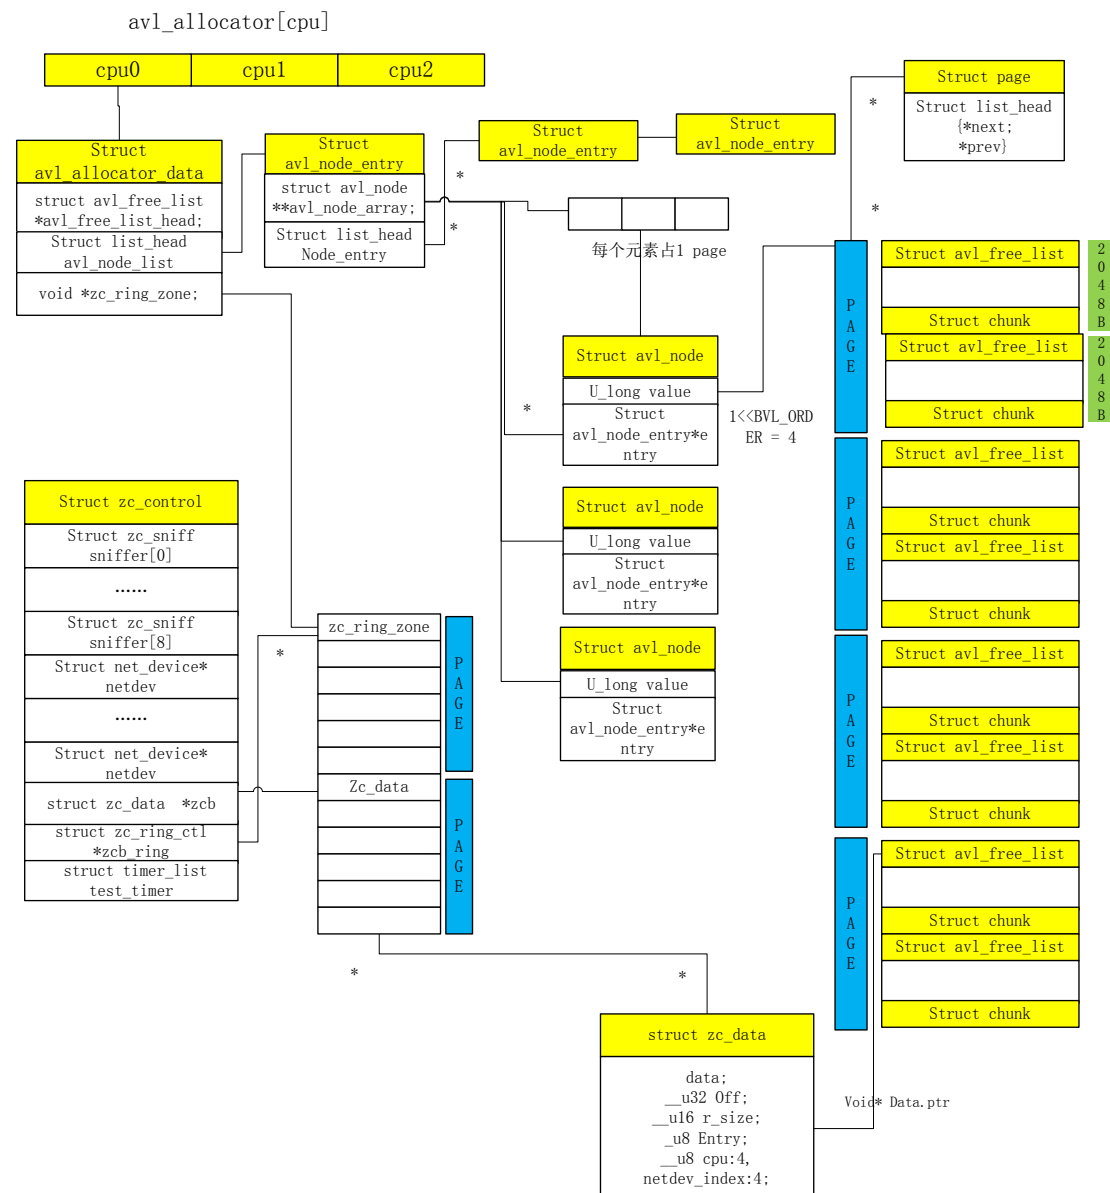 avl_allocator[cpu]
cpu0
cpu1
cpu2
Struct
avl_allocator_data
struct avl_free_list
*avl_free_list_head;
Struct list_head
avl_node_list
void *zc_ring_zone;
Struct
avl_node_entry
struct avl_node
**avl_node_array;
Struct list_head
Node_entry
*
*
Struct
avl_node_entry
Struct
avl_node_entry
每个元素占1 page
Struct avl_node
U_long value
Struct
avl_node_entry*e
ntry
*
1<<BVL_ORD
ER = 4
Struct avl_node
U_long value
Struct
avl_node_entry*e
ntry
Struct avl_node
U_long value
Struct
avl_node_entry*e
ntry
Struct page
Struct list_head
{*next;
*prev}
*
*
PAGE
Struct avl_free_list
Struct chunk
2048B
Struct avl_free_list
Struct chunk
2048B
PAGE
Struct avl_free_list
Struct chunk
Struct avl_free_list
Struct chunk
PAGE
Struct avl_free_list
Struct chunk
Struct avl_free_list
Struct chunk
PAGE
Struct avl_free_list
Struct chunk
Struct avl_free_list
Struct chunk
Struct zc_control
Struct zc_sniff
sniffer[0]
……
Struct zc_sniff
sniffer[8]
Struct net_device*
netdev
……
Struct net_device*
netdev
struct zc_data *zcb
struct zc_ring_ctl
*zcb_ring
struct timer_list
test_timer
*
zc_ring_zone
PAGE
Zc_data
PAGE
*
*
struct zc_data
data;
__u32 Off;
__u16 r_size;
_u8 Entry;
__u8 cpu:4,
netdev_index:4;
Void* Data.ptr